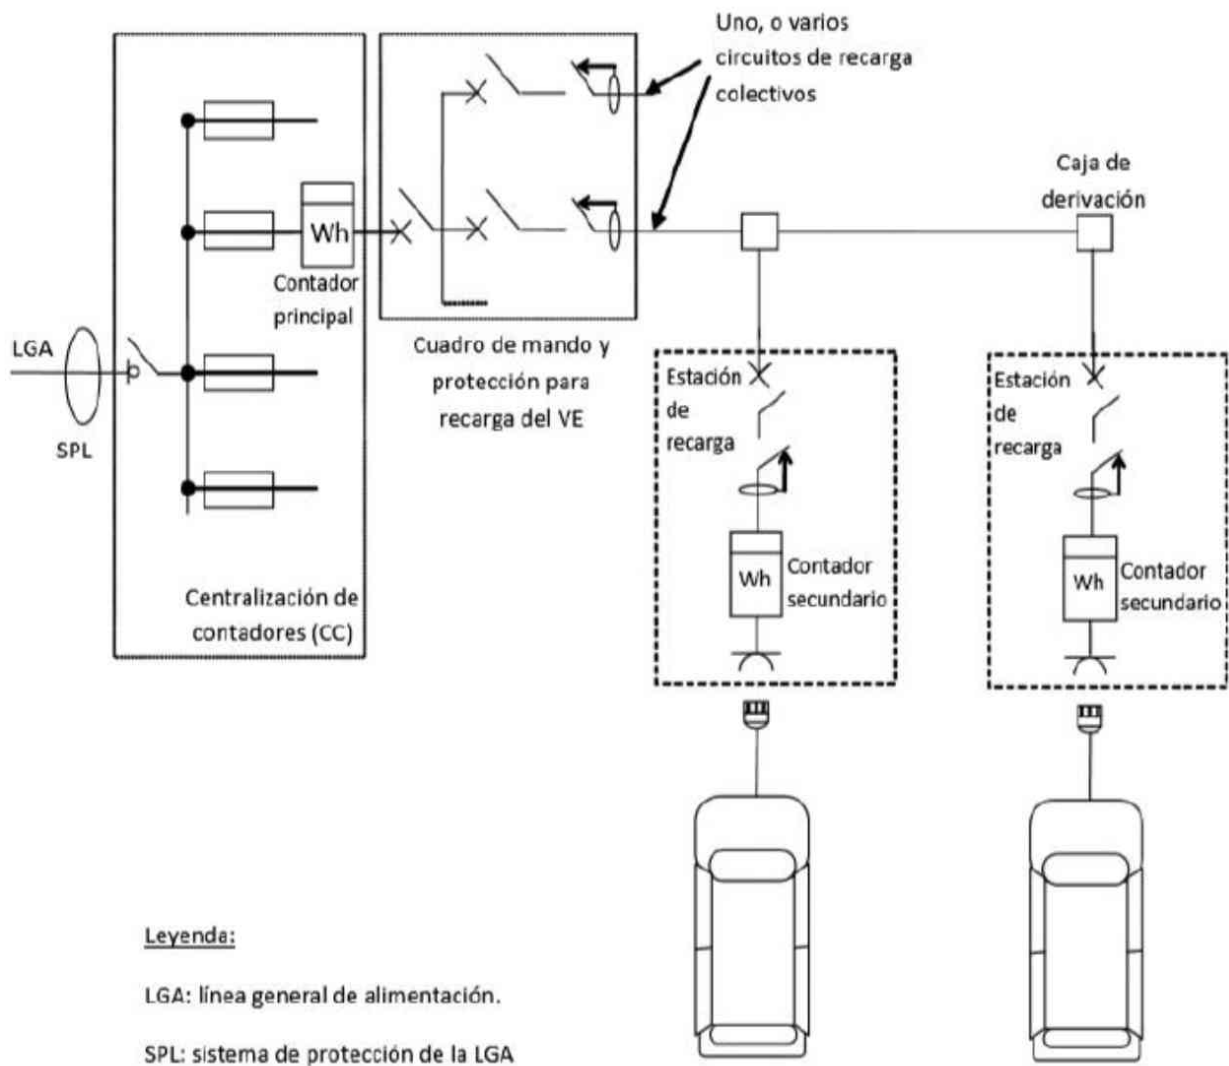 Uno, o varios
circuitos de recarga
colectivos
Caja de
derivación
Wh
Contador
principal
LGA
SPL
Cuadro de mando y
protección para
recarga del VE
Centralización de
contadores (CC)
Estación
de
recarga
Wh
Contador
secundario
Estación
de
recarga
Wh
Contador
secundario
Leyenda:
LGA: línea general de alimentación.
SPL: sistema de protección de la LGA